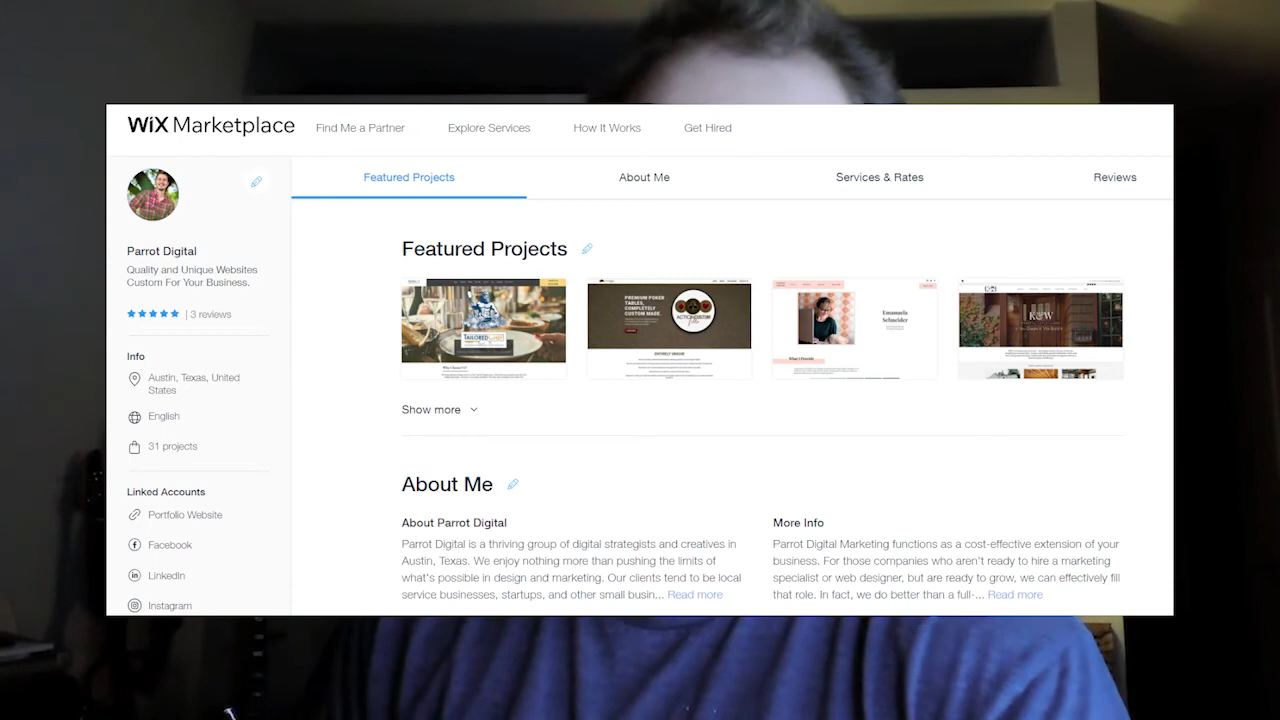 WiX Marketplace
Find Me a Partner
Explore Services
How It Works
Get Hired
Featured Projects
About Me
Services & Rates
Reviews
Parrot Digital
Quality and Unique Websites
Custom For Your Business.
| 3 reviews
Info
Austin, Texas, United
States
English
31 projects
Linked Accounts
Portfolio Website
Facebook
LinkedIn
Instagram
Featured Projects
PREMIUM POKER
TABLES,
COMPLETELY
CUSTOM MADE.
ENTIRELY UNIQUE
Emanuela
Schneider
What I Provide
K&W
Show more
About Me
About Parrot Digital
Parrot Digital is a thriving group of digital strategists and creatives in
Austin, Texas. We enjoy nothing more than pushing the limits of
what's possible in design and marketing. Our clients tend to be local
service businesses, startups, and other small busin... Read more
More Info
Parrot Digital Marketing functions as a cost-effective extension of your
business. For those companies who aren't ready to hire a marketing
specialist or web designer, but are ready to grow, we can effectively fill
that role. In fact, we do better than a full-... Read more